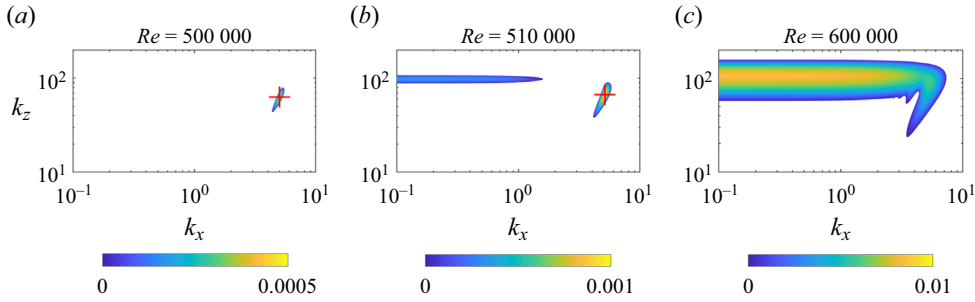 (a)
Re = 500 000
k_z
10²
10¹
10⁻¹
10⁰
10¹
k_x
0
0.0005
(b)
Re = 510 000
10²
10¹
10⁻¹
10⁰
10¹
k_x
0
0.001
(c)
Re = 600 000
10²
10¹
10⁻¹
10⁰
10¹
k_x
0
0.01